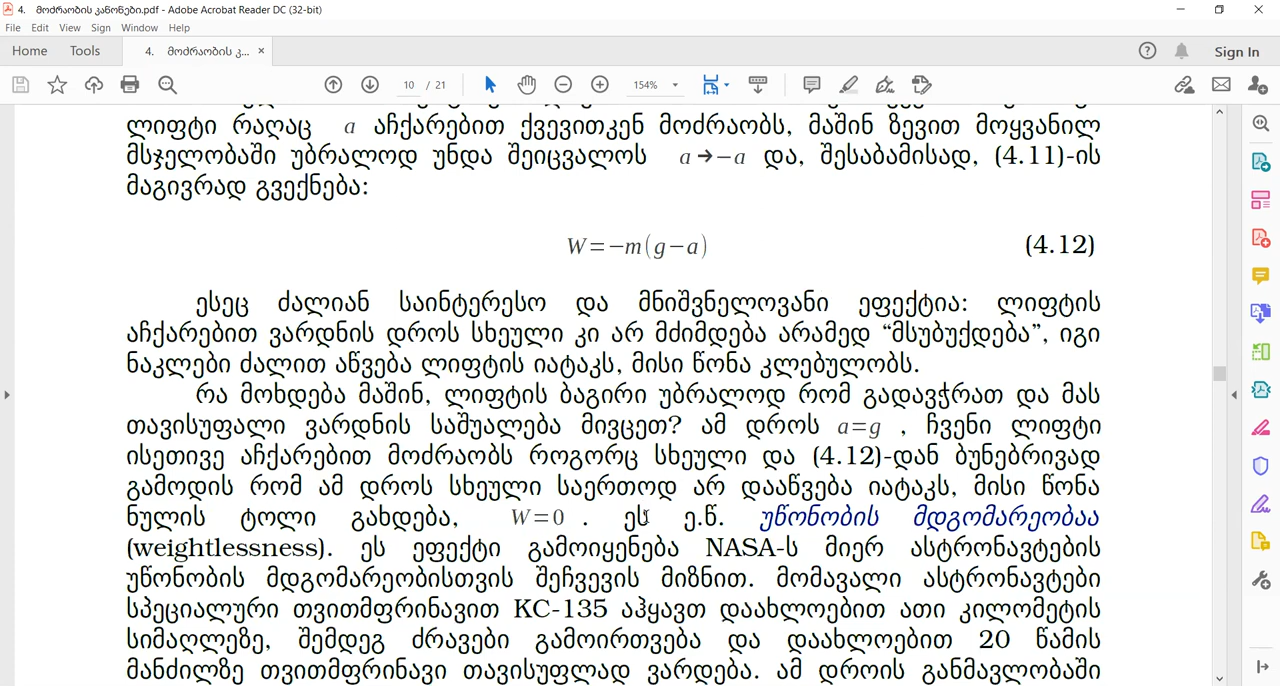 4. მოძრაობის კანონები.pdf - Adobe Acrobat Reader DC (32-bit)
File Edit View Sign Window Help
Home Tools 4. მოძრაობის კ... × Sign In
10 / 21 154%
ლიფტი რაღაც a აჩქარებით ქვევითკენ მოძრაობს, მაშინ ზევით მოყვანილ
მსჯელობაში უბრალოდ უნდა შეიცვალოს a→−a და, შესაბამისად, (4.11)-ის
მაგივრად გვექნება:
W=−m(g−a) (4.12)
ესეც ძალიან საინტერესო და მნიშვნელოვანი ეფექტია: ლიფტის
აჩქარებით ვარდნის დროს სხეული კი არ მძიმდება არამედ “მსუბუქდება”, იგი
ნაკლები ძალით აწვება ლიფტის იატაკს, მისი წონა კლებულობს.
რა მოხდება მაშინ, ლიფტის ბაგირი უბრალოდ რომ გადავჭრათ და მას
თავისუფალი ვარდნის საშუალება მივცეთ? ამ დროს a=g , ჩვენი ლიფტი
ისეთივე აჩქარებით მოძრაობს როგორც სხეული და (4.12)-დან ბუნებრივად
გამოდის რომ ამ დროს სხეული საერთოდ არ დააწვება იატაკს, მისი წონა
ნულის ტოლი გახდება, W=0 . ეს ე.წ. უწონობის მდგომარეობაა
(weightlessness). ეს ეფექტი გამოიყენება NASA-ს მიერ ასტრონავტების
უწონობის მდგომარეობისთვის შეჩვევის მიზნით. მომავალი ასტრონავტები
სპეციალური თვითმფრინავით KC-135 აჰყავთ დაახლოებით ათი კილომეტის
სიმაღლეზე, შემდეგ ძრავები გამოირთვება და დაახლოებით 20 წამის
მანძილზე თვითმფრინავი თავისუფლად ვარდება. ამ დროის განმავლობაში